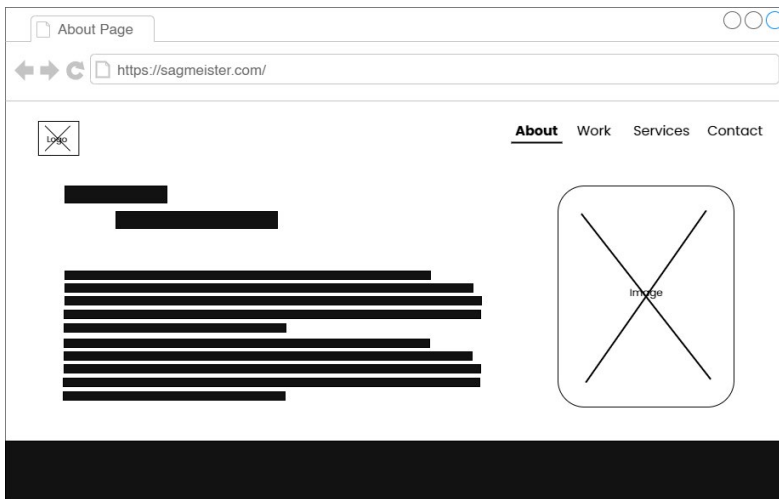 About Page
https://sagmeister.com/
Logo
About Work Services Contact
Image